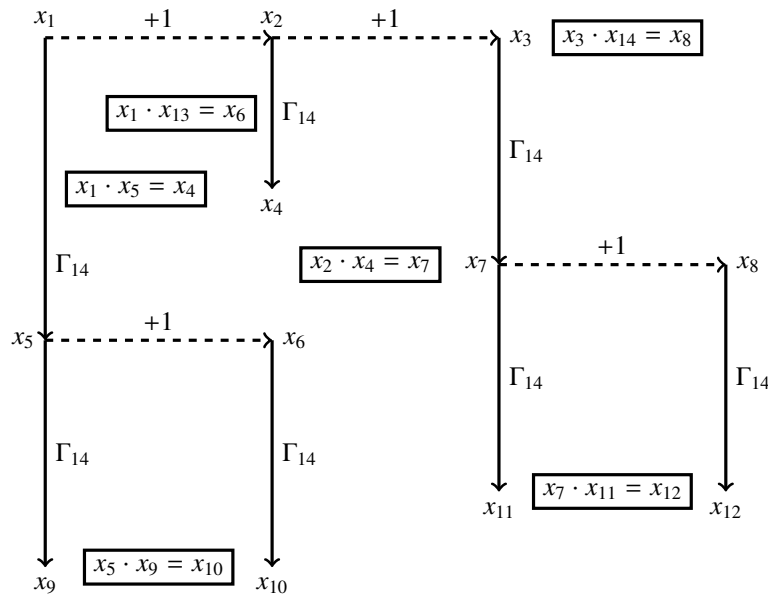 x₁ +1 x₂ +1 x₃ x₃ · x₁₄ = x₈
x₁ · x₁₃ = x₆ Γ₁₄
Γ₁₄
x₁ · x₅ = x₄
x₄
Γ₁₄ x₂ · x₄ = x₇ x₇ +1 x₈
x₅ +1 x₆
Γ₁₄ Γ₁₄
Γ₁₄ Γ₁₄
x₇ · x₁₁ = x₁₂
x₁₁ x₁₂
x₅ · x₉ = x₁₀
x₉ x₁₀